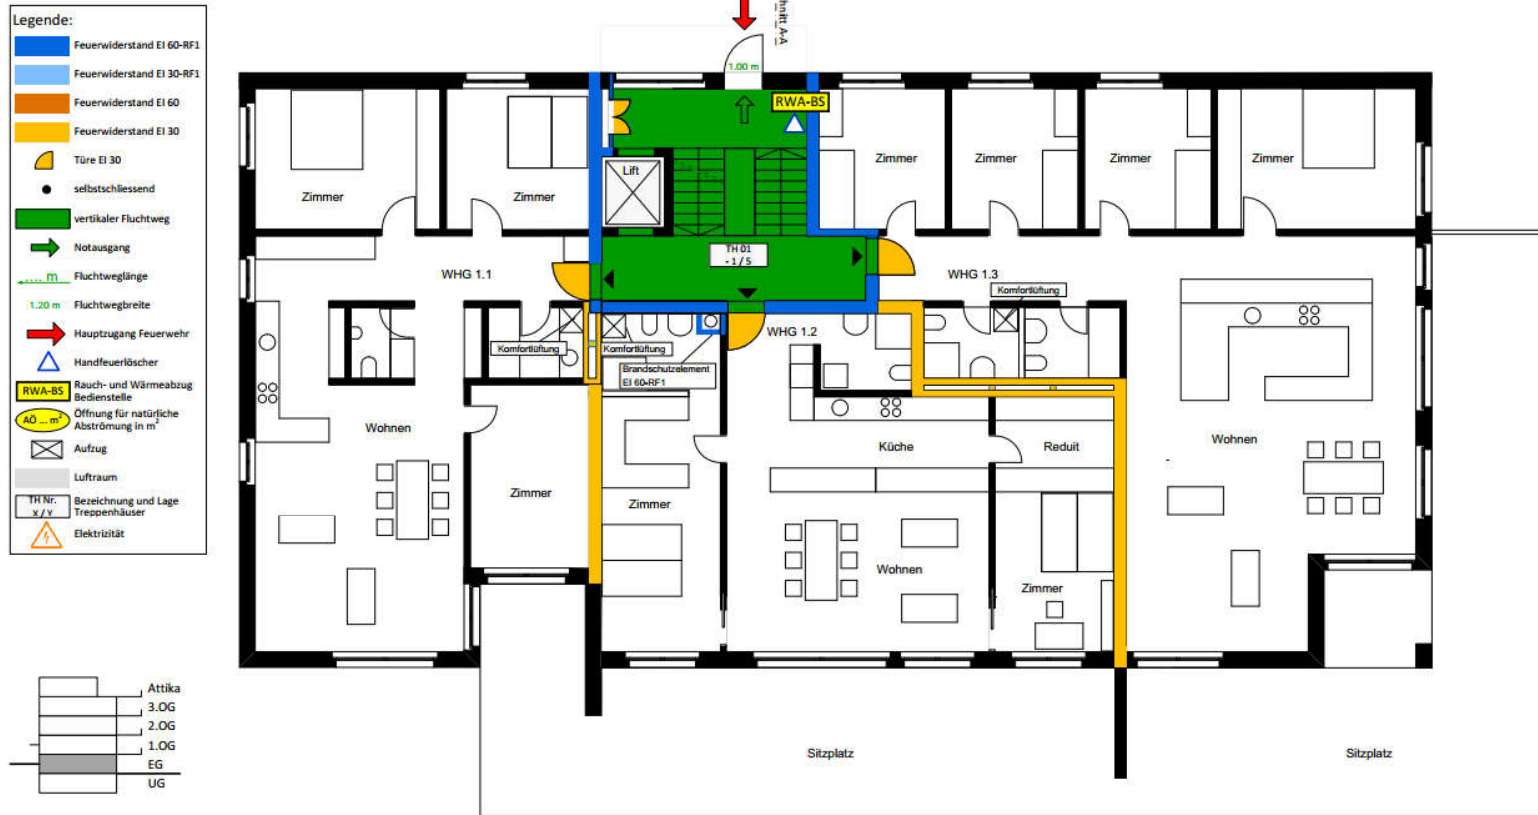 Legende:
Feuerwiderstand EI 60-RF1
Feuerwiderstand EI 30-RF1
Feuerwiderstand EI 60
Feuerwiderstand EI 30
Türe EI 30
selbstschliessend
vertikaler Fluchtweg
Notausgang
.... m Fluchtweglänge
1.20 m Fluchtwegbreite
Hauptzugang Feuerwehr
Handfeuerlöscher
RWA-BS Rauch- und Wärmeabzug
Bedienstelle
AÖ ... m² Öffnung für natürliche
Abströmung in m²
Aufzug
Luftraum
TH Nr. Bezeichnung und Lage
x / Y Treppenhäuser
Elektrizität
hnitt A-A
1.00 m
RWA-BS
Lift
Zimmer
Zimmer
Zimmer
Zimmer
Zimmer
Zimmer
TH 01
- 1 / 5
WHG 1.1
WHG 1.3
Komfortlüftung
WHG 1.2
Komfortlüftung
Komfortlüftung
Brandschutzelement
EI 60-RF1
Wohnen
Küche
Reduit
Wohnen
Zimmer
Zimmer
Wohnen
Zimmer
Sitzplatz
Sitzplatz
Attika
3.OG
2.OG
1.OG
EG
UG